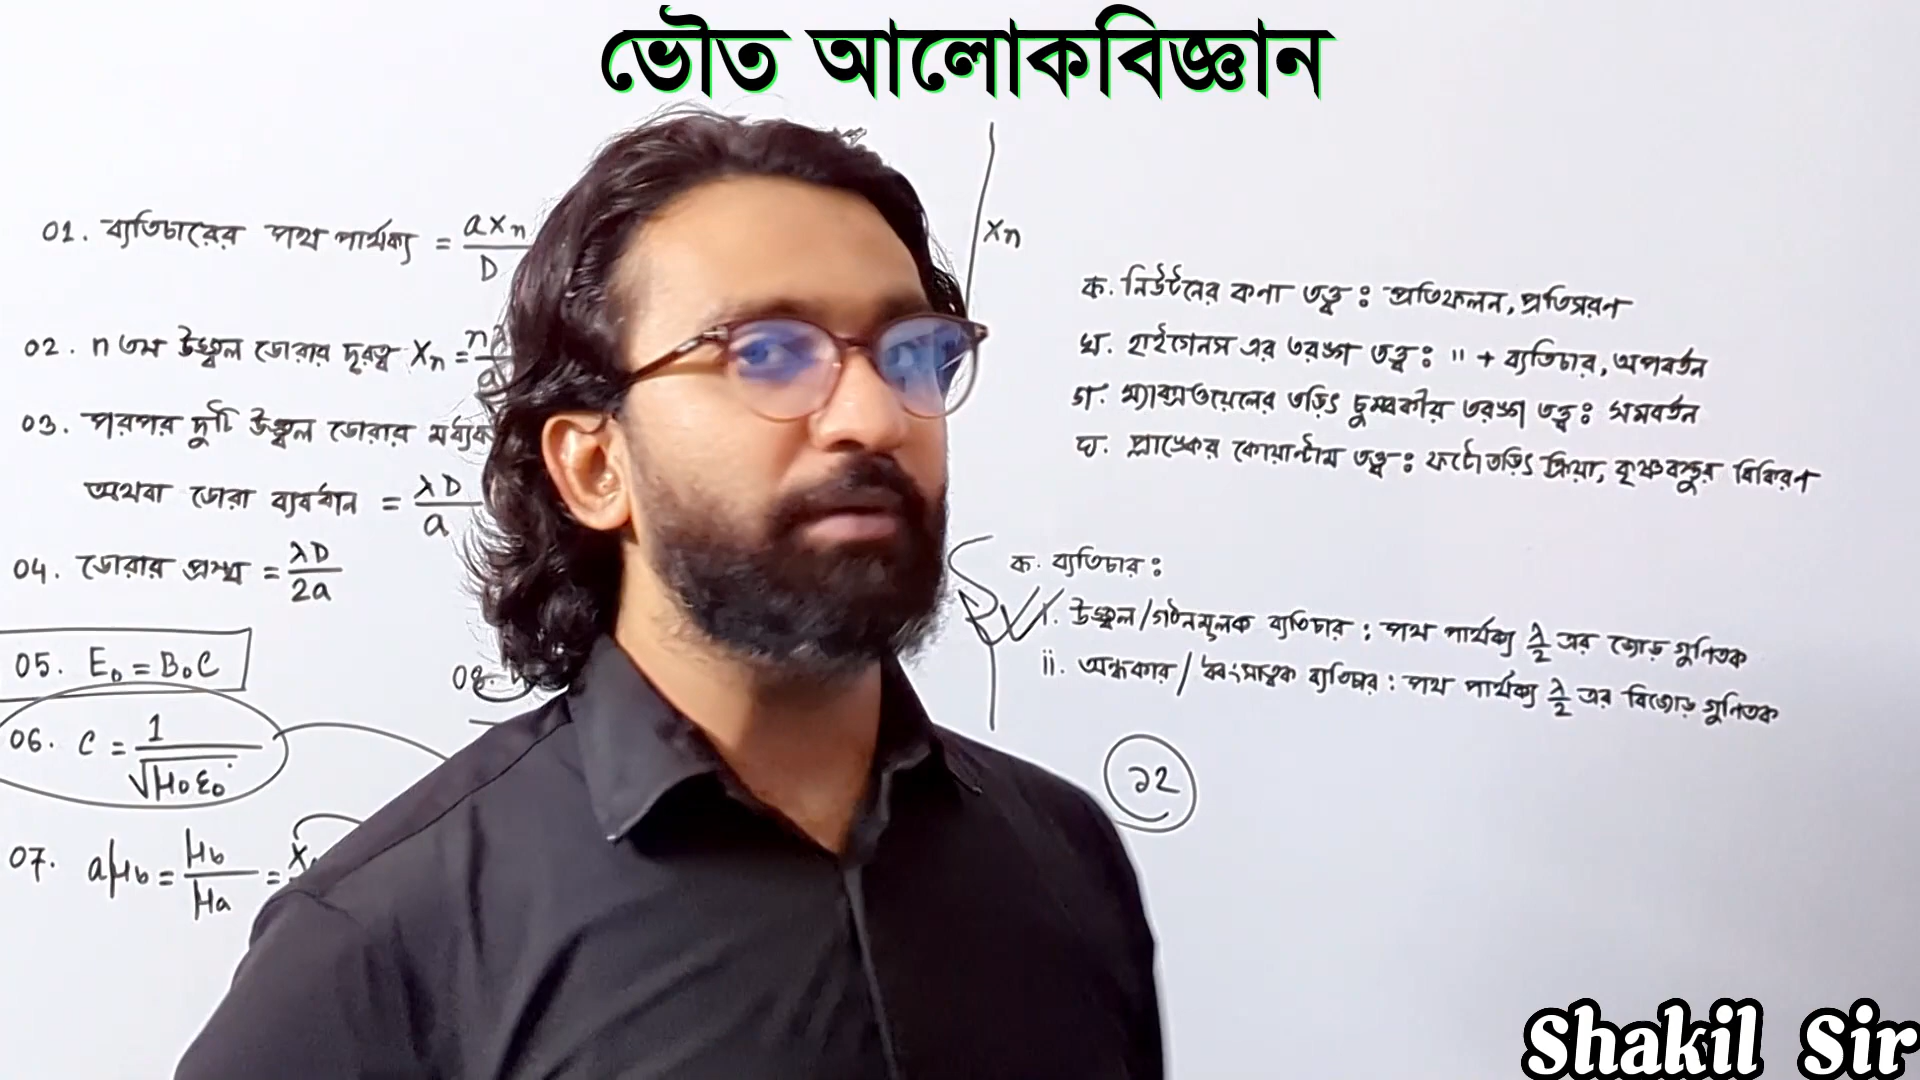 ভৌত আলোকবিজ্ঞান
01. ব্যতিচারের পথ পার্থক্য = axₙ/D
02. n তম উজ্জ্বল ডোরার দূরত্ব xₙ = nλ/a
03. পরপর দুটি উজ্জ্বল ডোরার
অথবা ডোরা ব্যবধান = λD/a
04. ডোরার প্রস্থ = λD/2a
05. E₀ = B₀C
06. C = 1/√μ₀ε₀
07. aμb = μb/μa =
08.
xₙ
ক. নিউটনের কণা তত্ত্ব : প্রতিফলন, প্রতিসরণ
খ. হাইগেনস এর তরঙ্গ তত্ত্ব : " + ব্যতিচার, অপবর্তন
গ. ম্যাক্সওয়েলের তড়িৎ চুম্বকীয় তরঙ্গ তত্ত্ব : সমবর্তন
ঘ. প্লাঙ্কের কোয়ান্টাম তত্ত্ব : ফটোতড়িৎ ক্রিয়া, কৃষ্ণবস্তুর বিকিরণ
ক. ব্যতিচার :
i. উজ্জ্বল/গঠনমূলক ব্যতিচার : পথ পার্থক্য λ/2 এর জোড় গুণিতক
ii. অন্ধকার/ধ্বংসাত্বক ব্যতিচার : পথ পার্থক্য λ/2 এর বিজোড় গুণিতক
১২
Shakil Sir